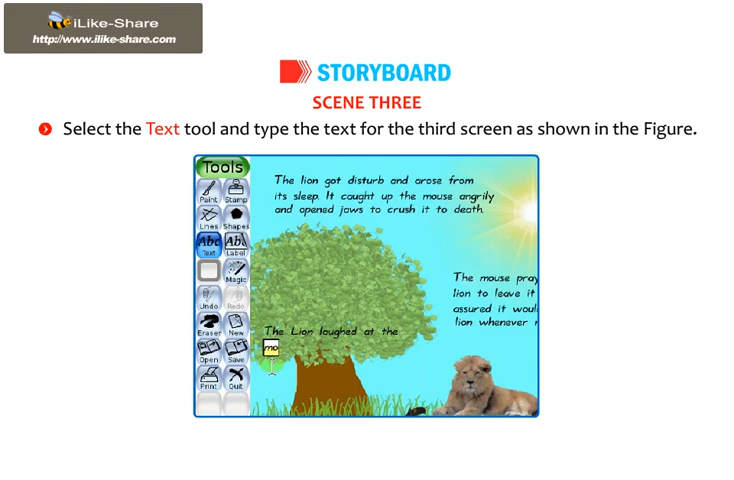 iLike-Share
http://www.ilike-share.com
STORYBOARD
SCENE THREE
Select the Text tool and type the text for the third screen as shown in the Figure.
Tools
Paint Stamp
Lines Shapes
Abc Abc
Text Label
Magic
Undo Redo
Eraser New
Open Save
Print Quit
The lion got disturb and arose from
its sleep. It caught up the mouse angrily
and opened jaws to crush it to death.
The mouse pray
lion to leave it
assured it woul
lion whenever
The Lion laughed at the
mo